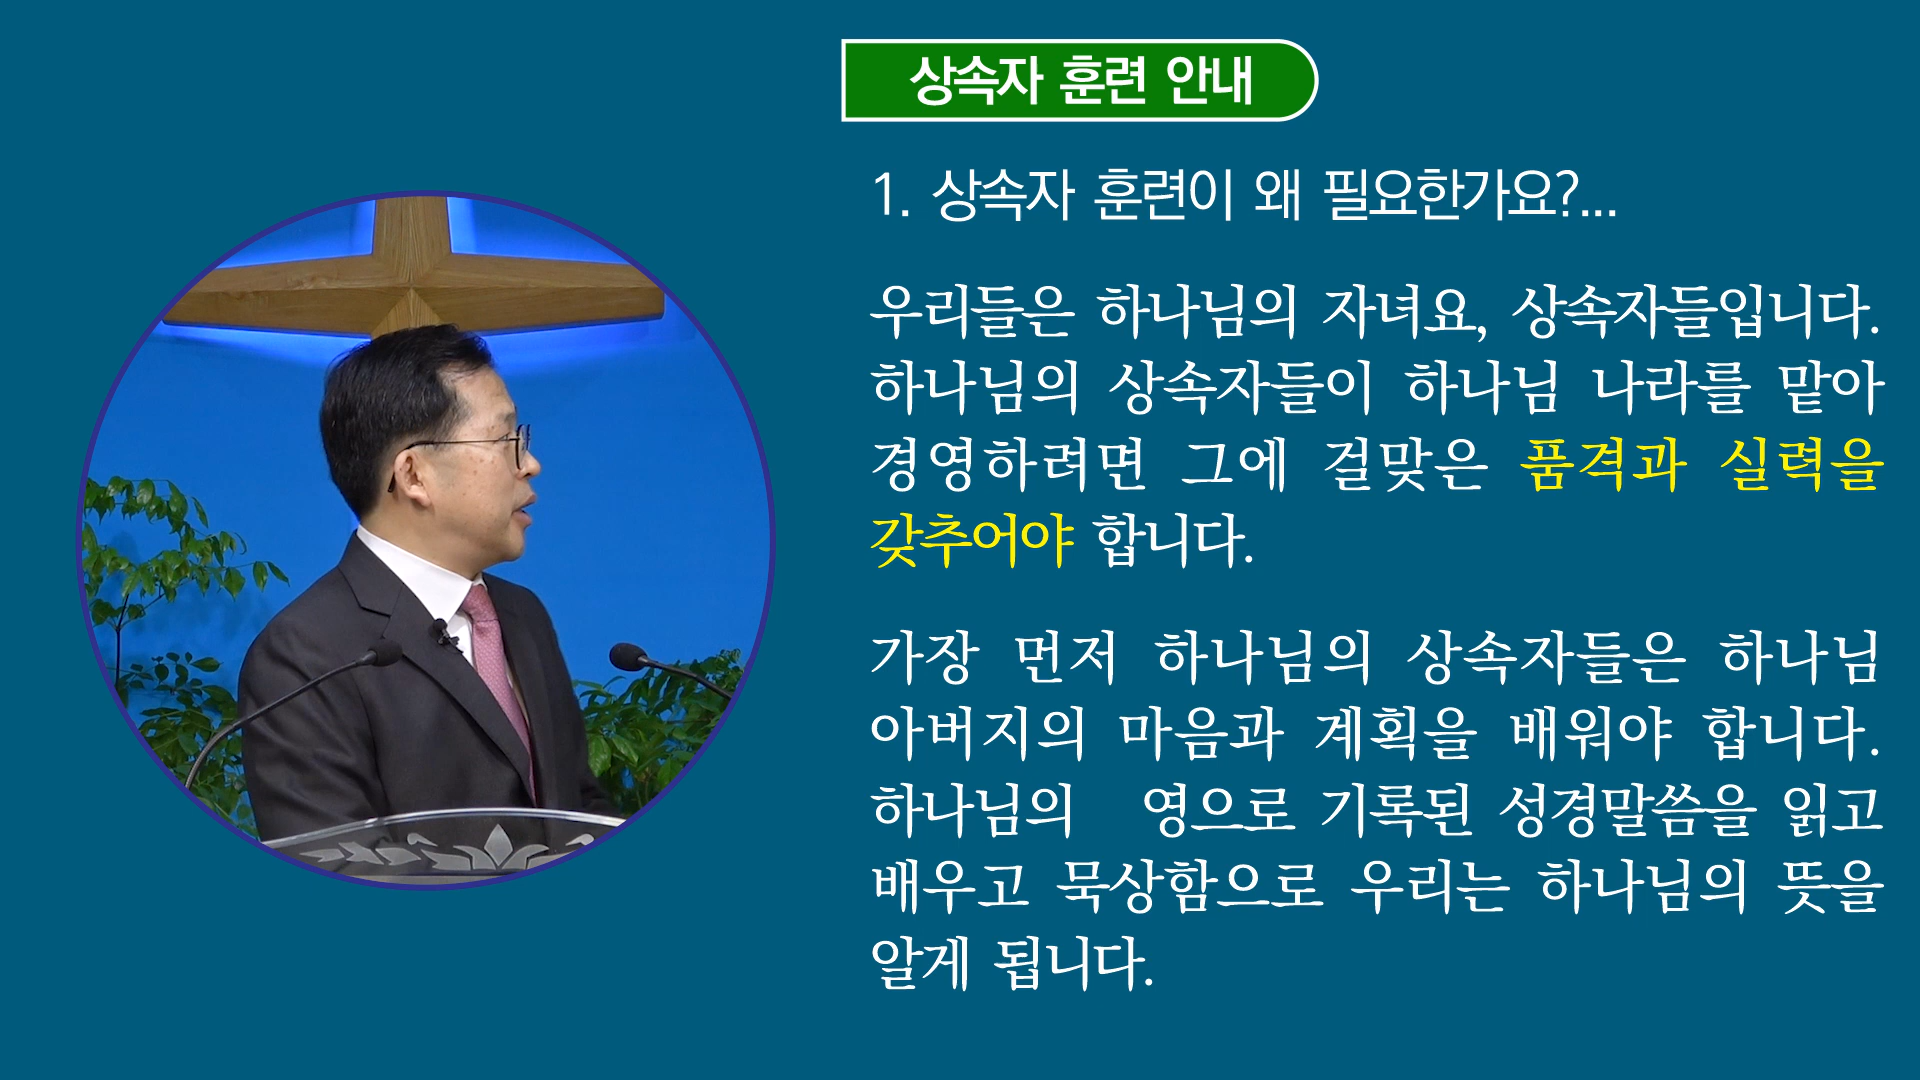 상속자 훈련 안내
1. 상속자 훈련이 왜 필요한가요?...
우리들은 하나님의 자녀요, 상속자들입니다.
하나님의 상속자들이 하나님 나라를 맡아
경영하려면 그에 걸맞은 품격과 실력을
갖추어야 합니다.
가장 먼저 하나님의 상속자들은 하나님
아버지의 마음과 계획을 배워야 합니다.
하나님의 영으로 기록된 성경말씀을 읽고
배우고 묵상함으로 우리는 하나님의 뜻을
알게 됩니다.